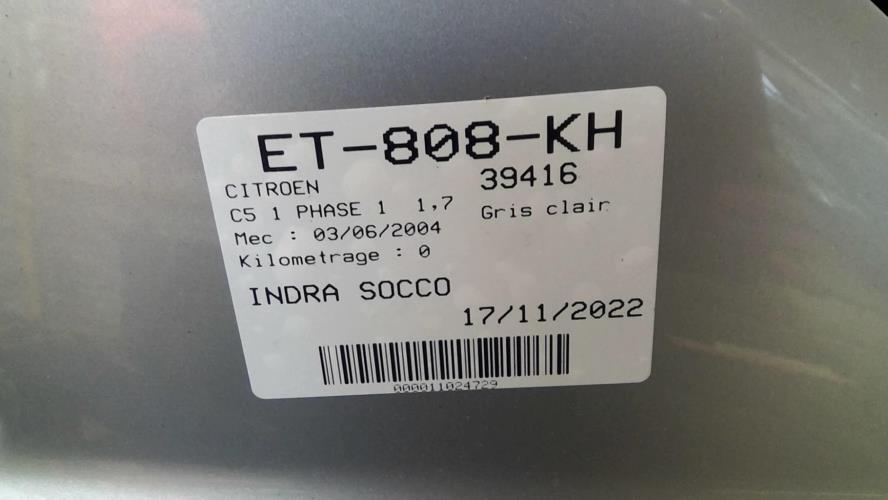 ET-808-KH
CITROEN 39416
C5 1 PHASE 1 1,7 Gris clair
Mec : 03/06/2004
Kilometrage : 0
INDRA SOCCO
17/11/2022
000011024729